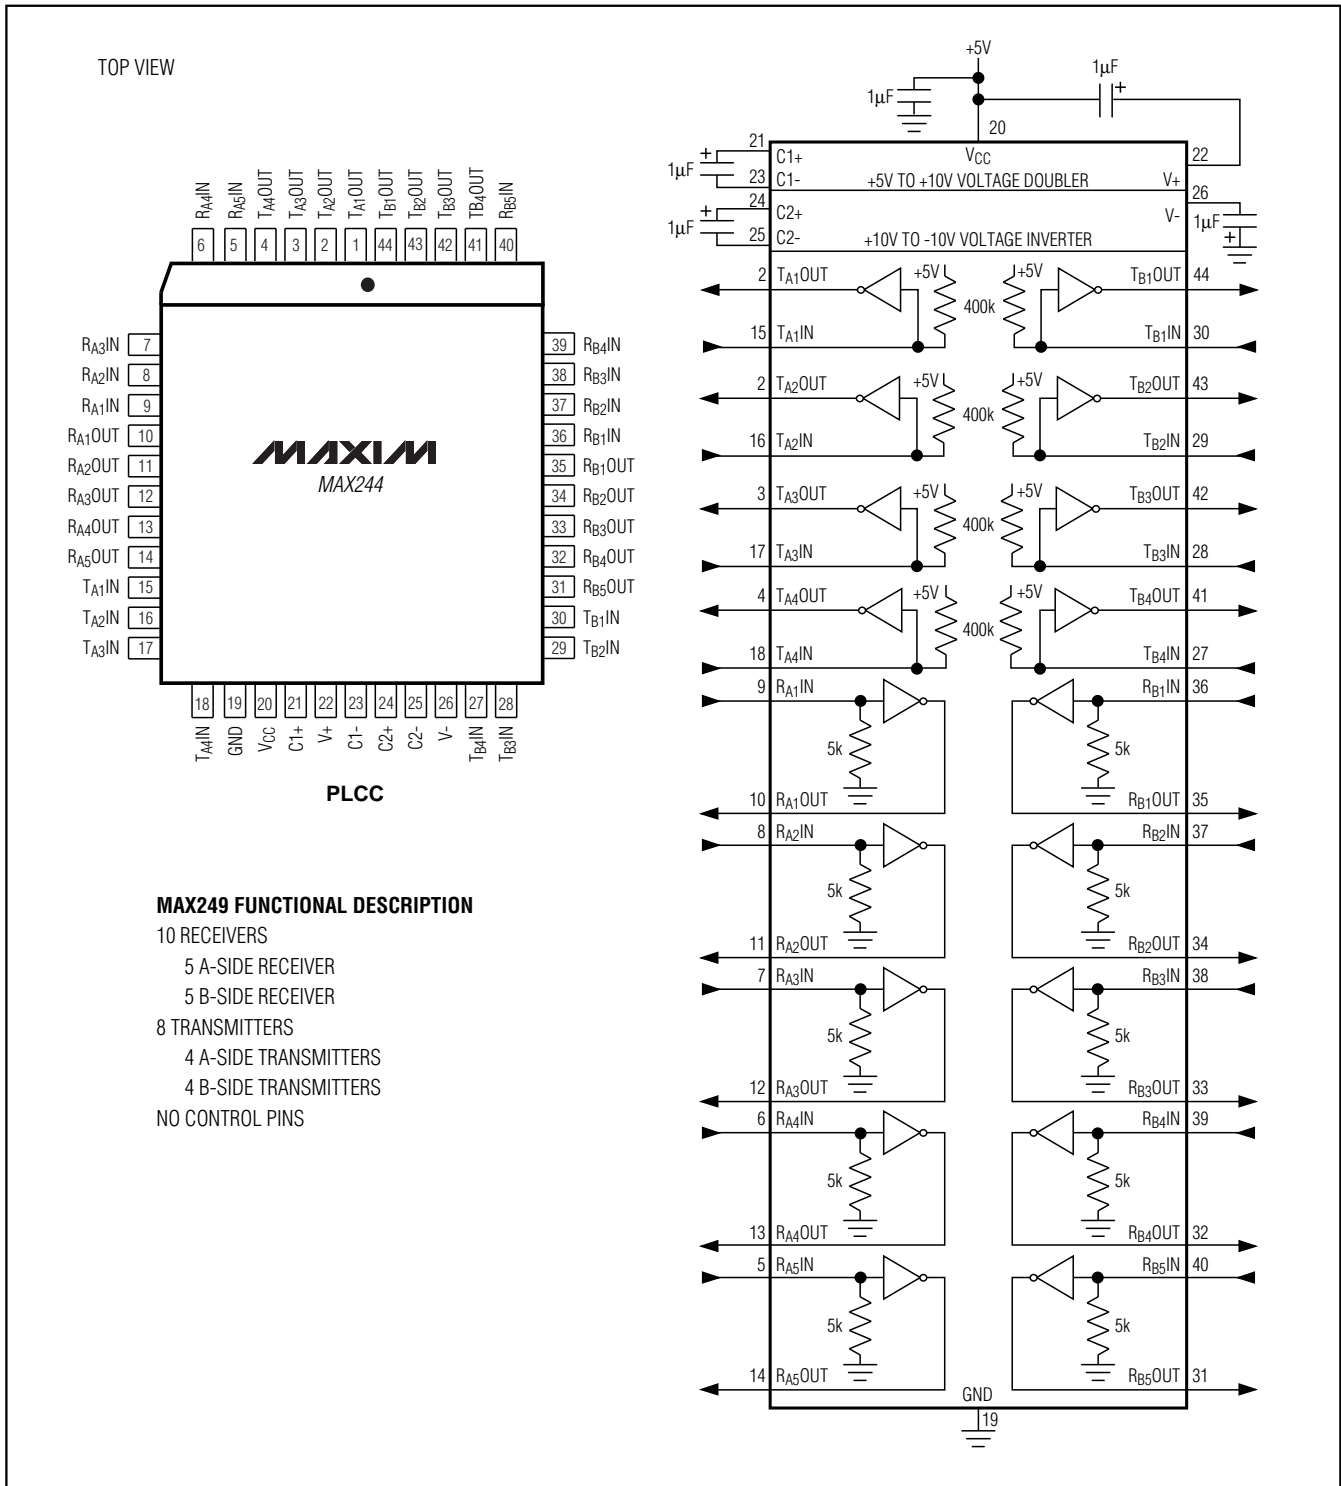 TOP VIEW
RA4IN
RA5IN
TA4OUT
TA3OUT
TA2OUT
TA1OUT
TB1OUT
TB2OUT
TB3OUT
TB4OUT
RB5IN
6 5 4 3 2 1 44 43 42 41 40
RA3IN 7
RA2IN 8
RA1IN 9
RA1OUT 10
RA2OUT 11
RA3OUT 12
RA4OUT 13
RA5OUT 14
TA1IN 15
TA2IN 16
TA3IN 17
MAXIM
MAX244
39 RB4IN
38 RB3IN
37 RB2IN
36 RB1IN
35 RB1OUT
34 RB2OUT
33 RB3OUT
32 RB4OUT
31 RB5OUT
30 TB1IN
29 TB2IN
18 19 20 21 22 23 24 25 26 27 28
TA4IN
GND
VCC
C1+
V+
C1-
C2+
C2-
V-
TB4IN
TB3IN
PLCC
MAX249 FUNCTIONAL DESCRIPTION
10 RECEIVERS
5 A-SIDE RECEIVER
5 B-SIDE RECEIVER
8 TRANSMITTERS
4 A-SIDE TRANSMITTERS
4 B-SIDE TRANSMITTERS
NO CONTROL PINS
+5V
1µF
1µF +
20
VCC
21 C1+
+ 1µF
23 C1-
+5V TO +10V VOLTAGE DOUBLER
V+ 22
24 C2+
+ 1µF
25 C2-
+10V TO -10V VOLTAGE INVERTER
V- 26
1µF +
2 TA1OUT +5V +5V TB1OUT 44
400k
15 TA1IN TB1IN 30
2 TA2OUT +5V +5V TB2OUT 43
400k
16 TA2IN TB2IN 29
3 TA3OUT +5V +5V TB3OUT 42
400k
17 TA3IN TB3IN 28
4 TA4OUT +5V +5V TB4OUT 41
400k
18 TA4IN TB4IN 27
9 RA1IN RB1IN 36
5k 5k
10 RA1OUT RB1OUT 35
8 RA2IN RB2IN 37
5k 5k
11 RA2OUT RB2OUT 34
7 RA3IN RB3IN 38
5k 5k
12 RA3OUT RB3OUT 33
6 RA4IN RB4IN 39
5k 5k
13 RA4OUT RB4OUT 32
5 RA5IN RB5IN 40
5k 5k
14 RA5OUT RB5OUT 31
GND
19